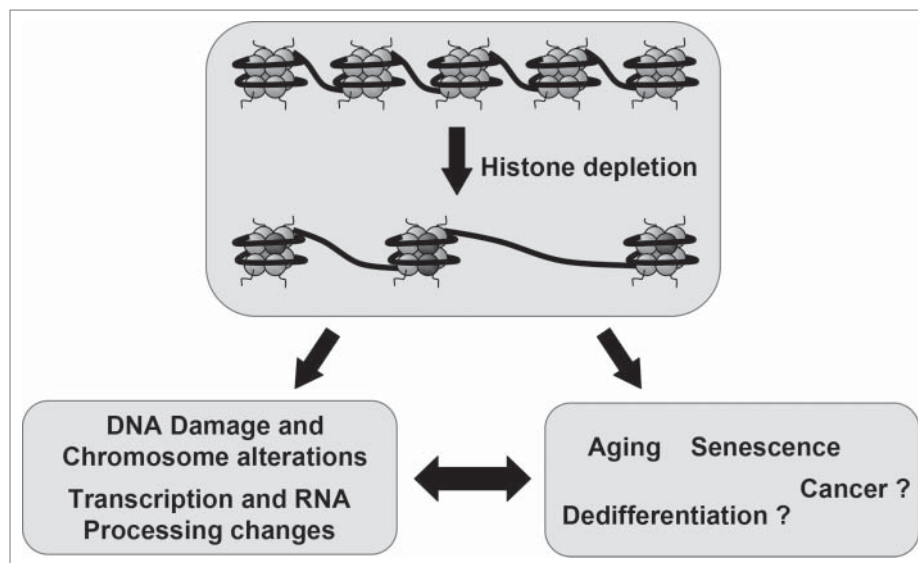 Histone depletion
DNA Damage and
Chromosome alterations
Transcription and RNA
Processing changes
Aging Senescence
Cancer ?
Dedifferentiation ?